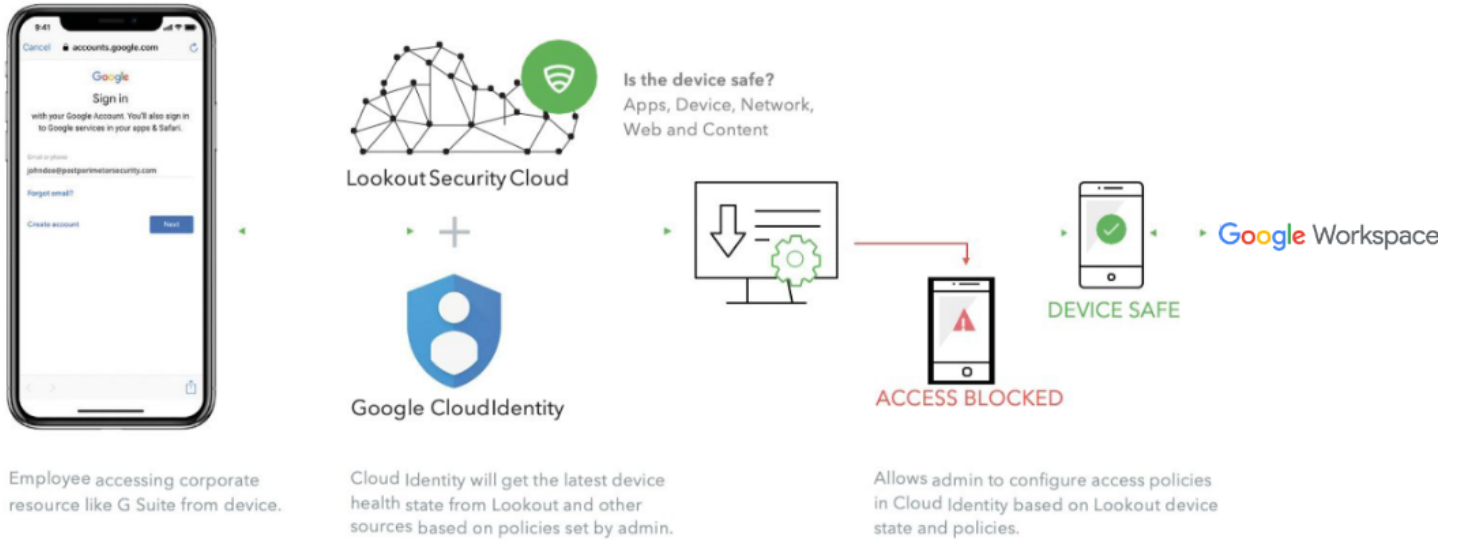 9:41
Cancel accounts.google.com
Google
Sign in
with your Google Account. You'll also sign in
to Google services in your apps & Safari.
Email or phone
johndoe@postperimetersecurity.com
Forgot email?
Create account Next
Employee accessing corporate
resource like G Suite from device.
Lookout Security Cloud
+
Google CloudIdentity
Cloud Identity will get the latest device
health state from Lookout and other
sources based on policies set by admin.
Is the device safe?
Apps, Device, Network,
Web and Content
ACCESS BLOCKED
DEVICE SAFE
Google Workspace
Allows admin to configure access policies
in Cloud Identity based on Lookout device
state and policies.